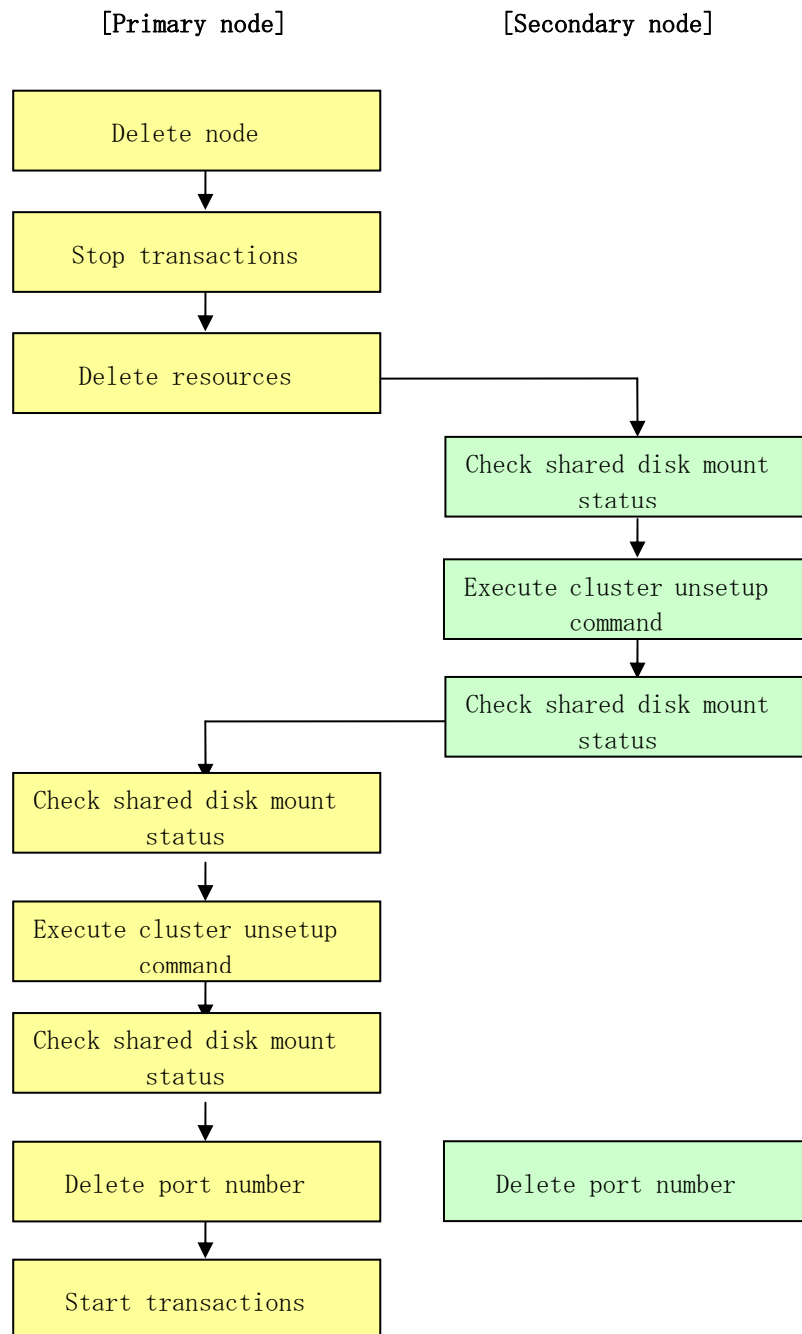 [Primary node]
[Secondary node]
Delete node
Stop transactions
Delete resources
Check shared disk mount
status
Execute cluster unsetup
command
Check shared disk mount
status
Check shared disk mount
status
Execute cluster unsetup
command
Check shared disk mount
status
Delete port number
Delete port number
Start transactions